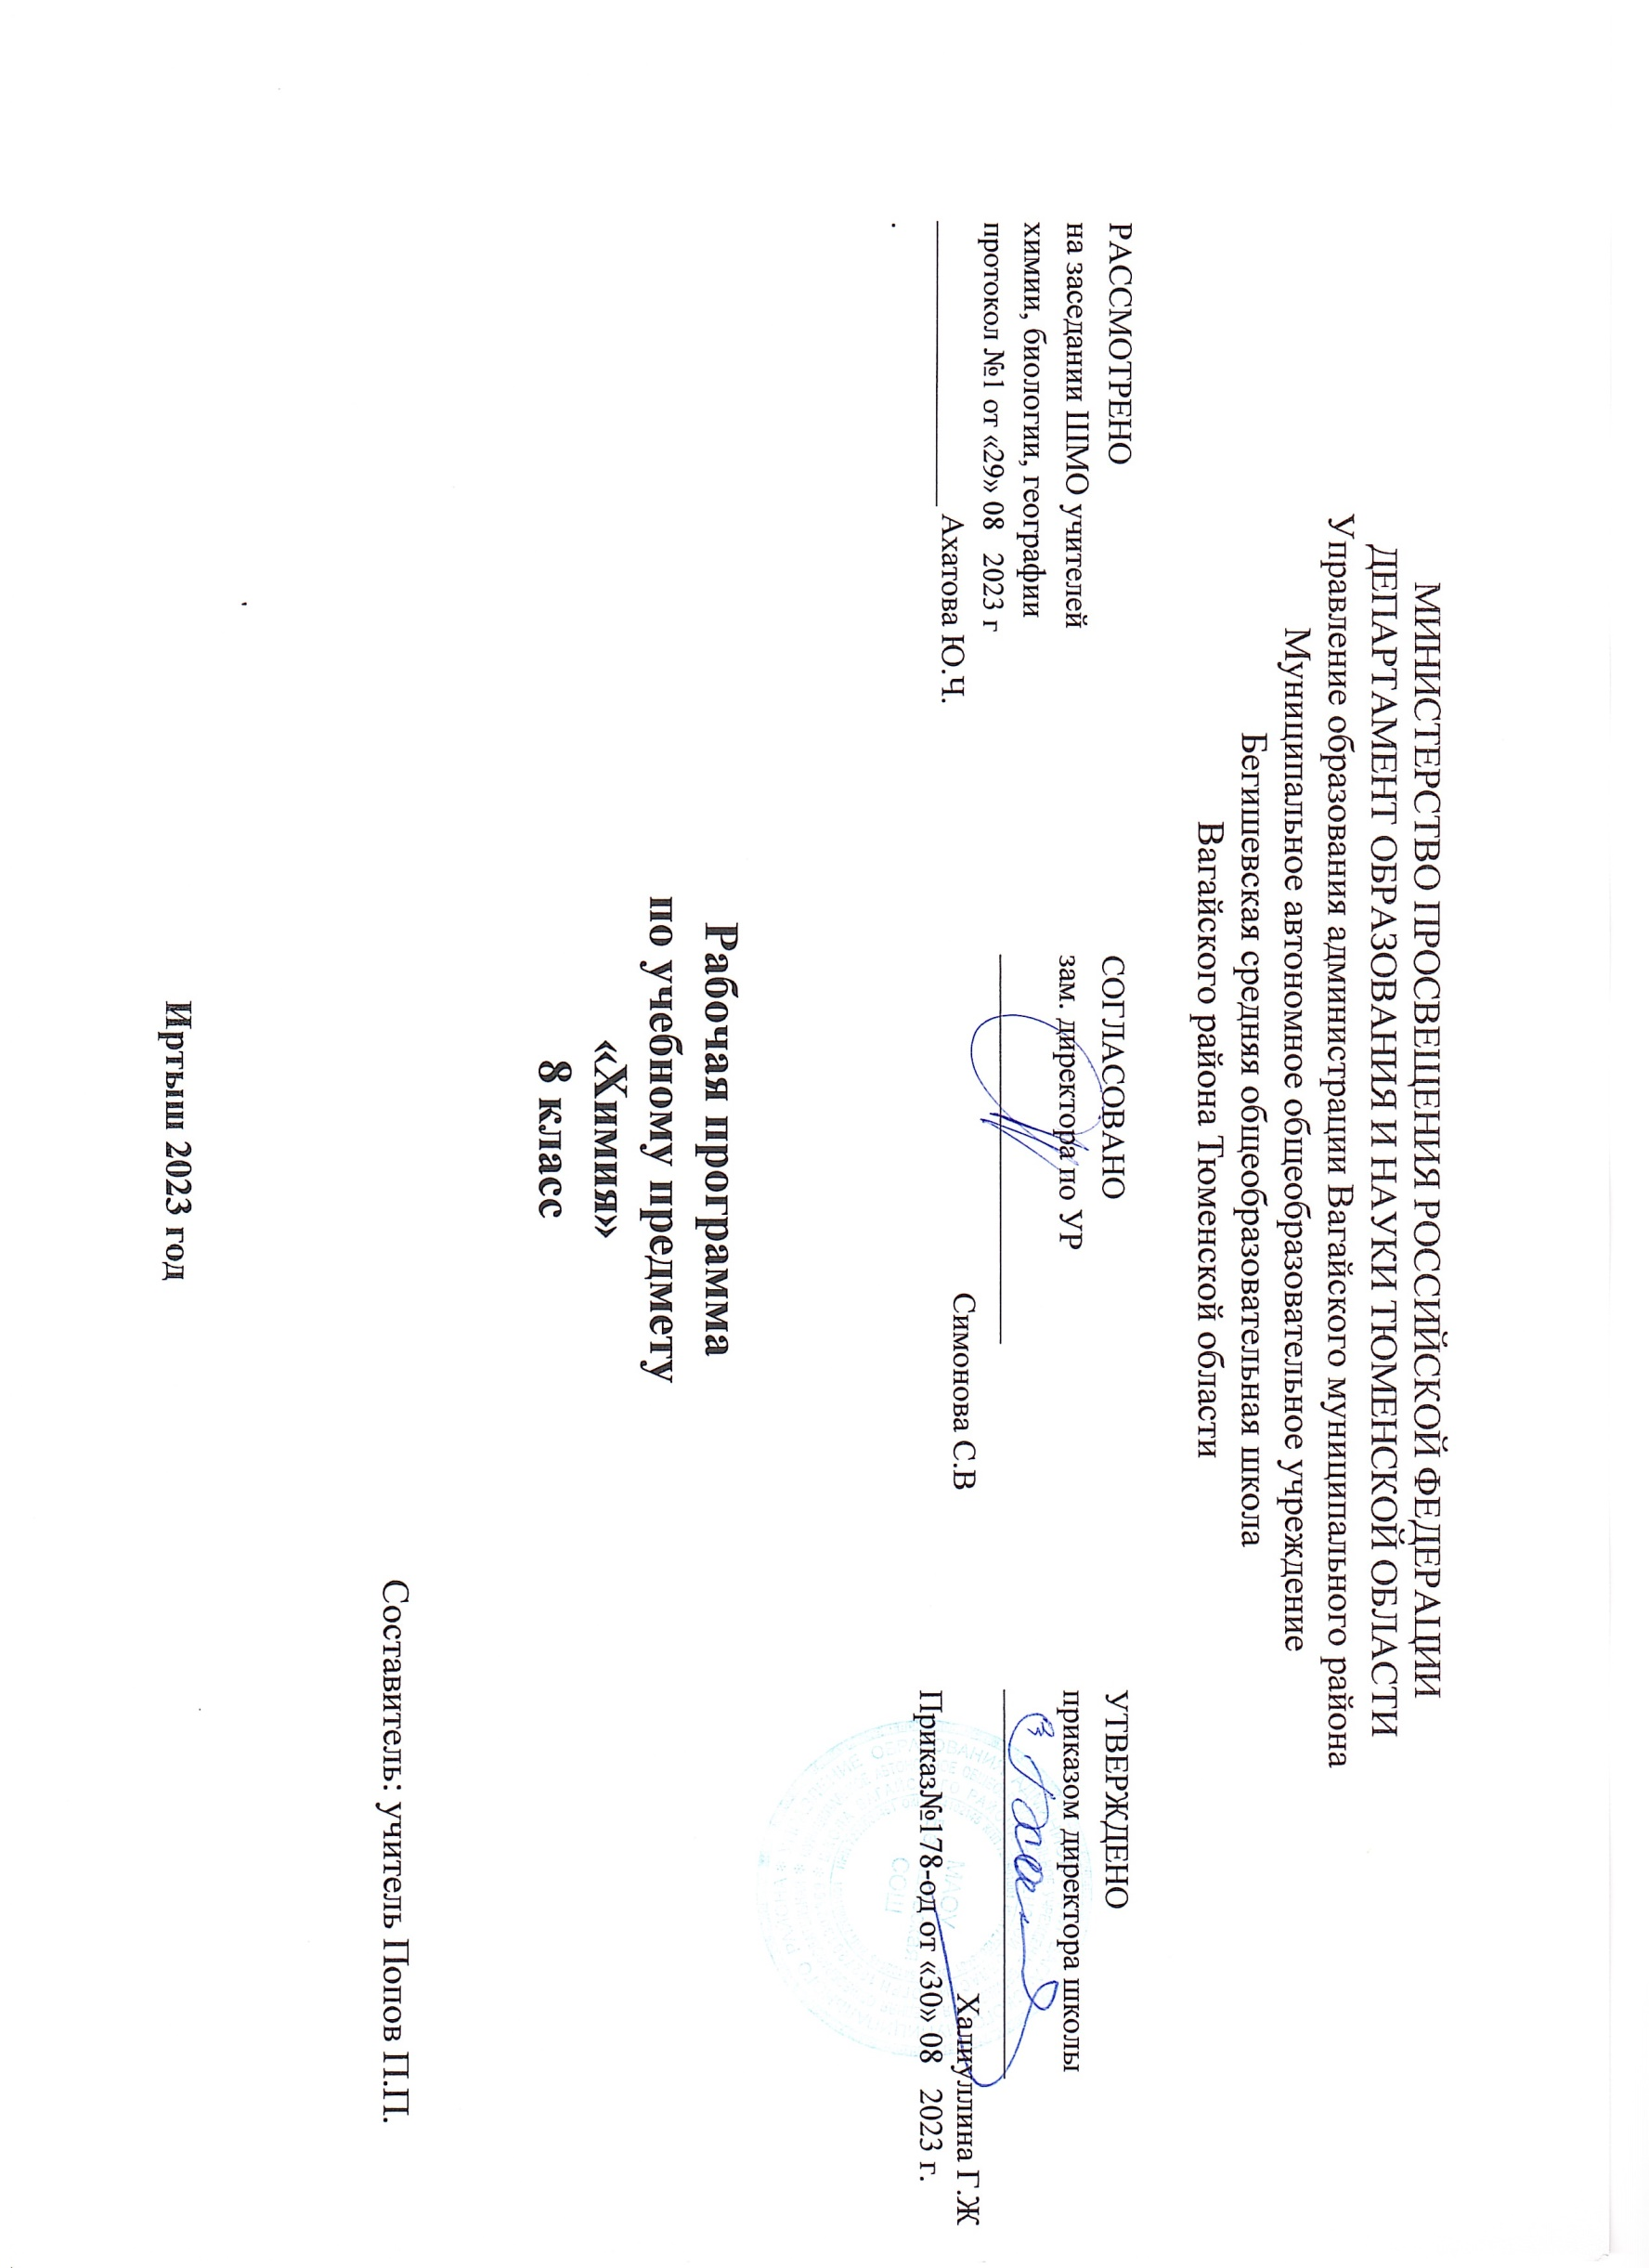 МИНИСТЕРСТВО ПРОСВЕЩЕНИЯ РОССИЙСКОЙ ФЕДЕРАЦИИ
ДЕПАРТАМЕНТ ОБРАЗОВАНИЯ И НАУКИ ТЮМЕНСКОЙ ОБЛАСТИ
Управление образования администрации Вагайского муниципального района
Муниципальное автономное общеобразовательное учреждение
Бегишевская средняя общеобразовательная школа
Вагайского района Тюменской области
РАССМОТРЕНО
на заседании ШМО учителей
химии, биологии, географии
протокол №1 от «29» 08 2023 г
Ахатова Ю.Ч.
СОГЛАСОВАНО
зам. директора по УР
Симонова С.В
УТВЕРЖДЕНО
приказом директора школы
Халиуллина Г.Ж
Приказ№178-од от «30» 08 2023 г.
МАОУ
СОШ
Рабочая программа
по учебному предмету
«Химия»
8 класс
Составитель: учитель Попов П.П.
Иртыш 2023 год